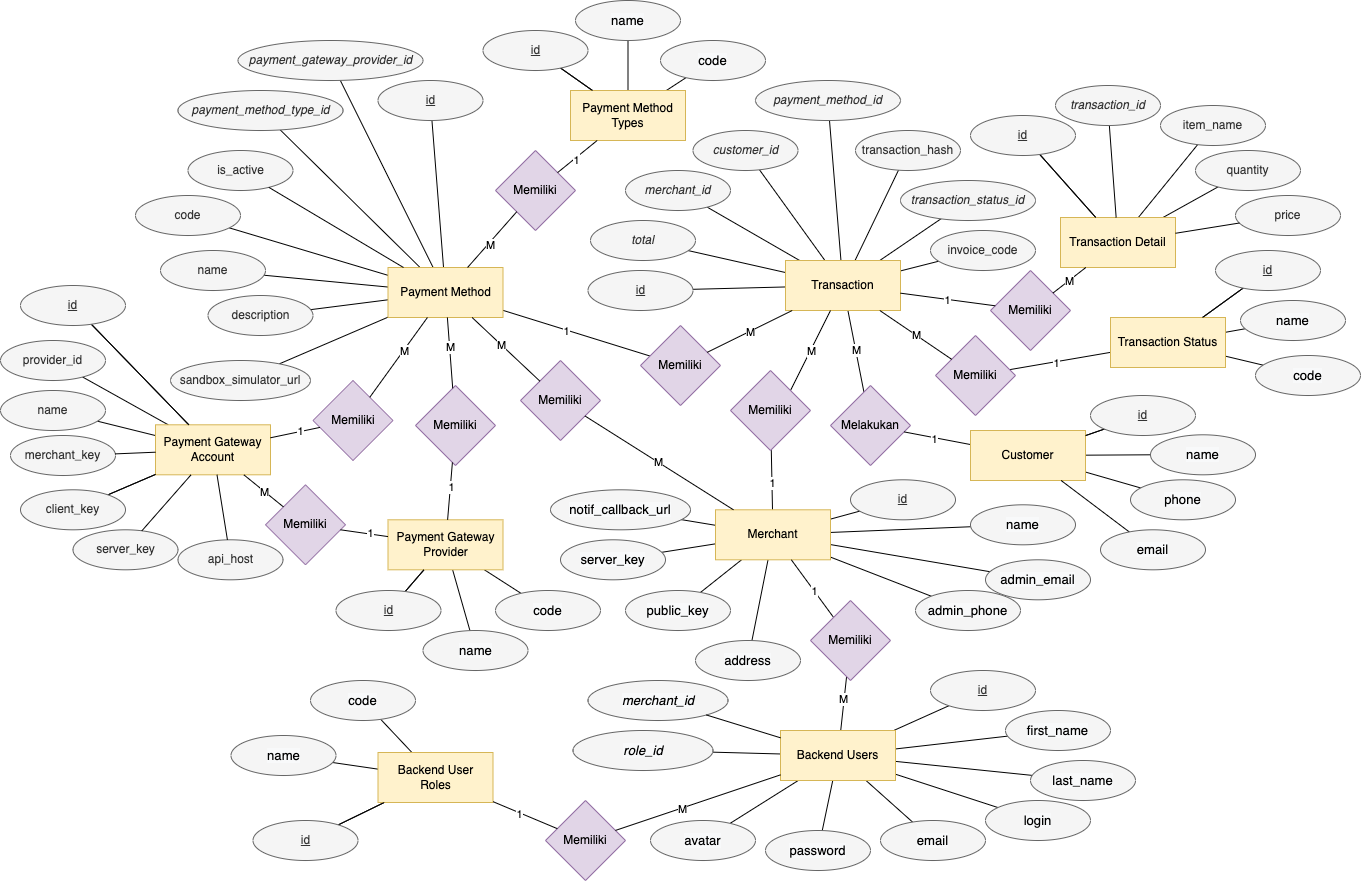 name
id
code
Payment Method
Types
payment_gateway_provider_id
payment_method_type_id
id
is_active
code
name
description
sandbox_simulator_url
Payment Method
1
Memiliki
M
payment_method_id
customer_id
transaction_hash
merchant_id
transaction_status_id
total
invoice_code
id
Transaction
transaction_id
id
item_name
quantity
price
Transaction Detail
1
Memiliki
M
id
name
code
Transaction Status
M
Memiliki
1
1
Memiliki
M
id
provider_id
name
merchant_key
client_key
server_key
api_host
Payment Gateway
Account
M
Memiliki
1
M
Memiliki
1
M
Memiliki
M
M
Memiliki
1
M
Melakukan
1
id
name
phone
email
Customer
M
Memiliki
1
Payment Gateway
Provider
id
name
code
notif_callback_url
server_key
public_key
address
id
name
admin_email
admin_phone
Merchant
1
Memiliki
M
merchant_id
role_id
id
first_name
last_name
login
email
password
avatar
Backend Users
code
name
id
Backend User
Roles
1
Memiliki
M